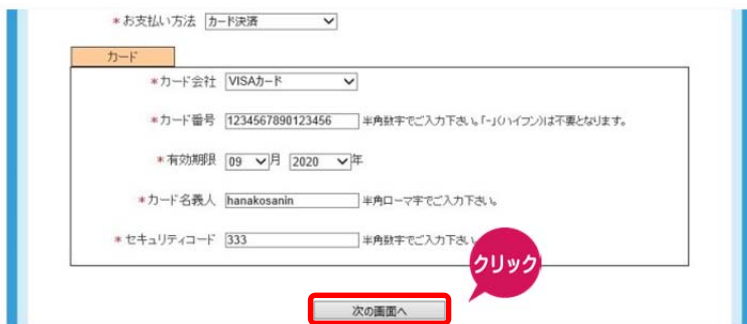 *お支払い方法 カード決済
カード
*カード会社 VISAカード
*カード番号 1234567890123456 半角数字でご入力下さい。「-」(ハイフン)は不要となります。
*有効期限 09 月 2020 年
*カード名義人 hanakosanin 半角ローマ字でご入力下さい。
*セキュリティコード 333 半角数字でご入力下さい。
クリック
次の画面へ